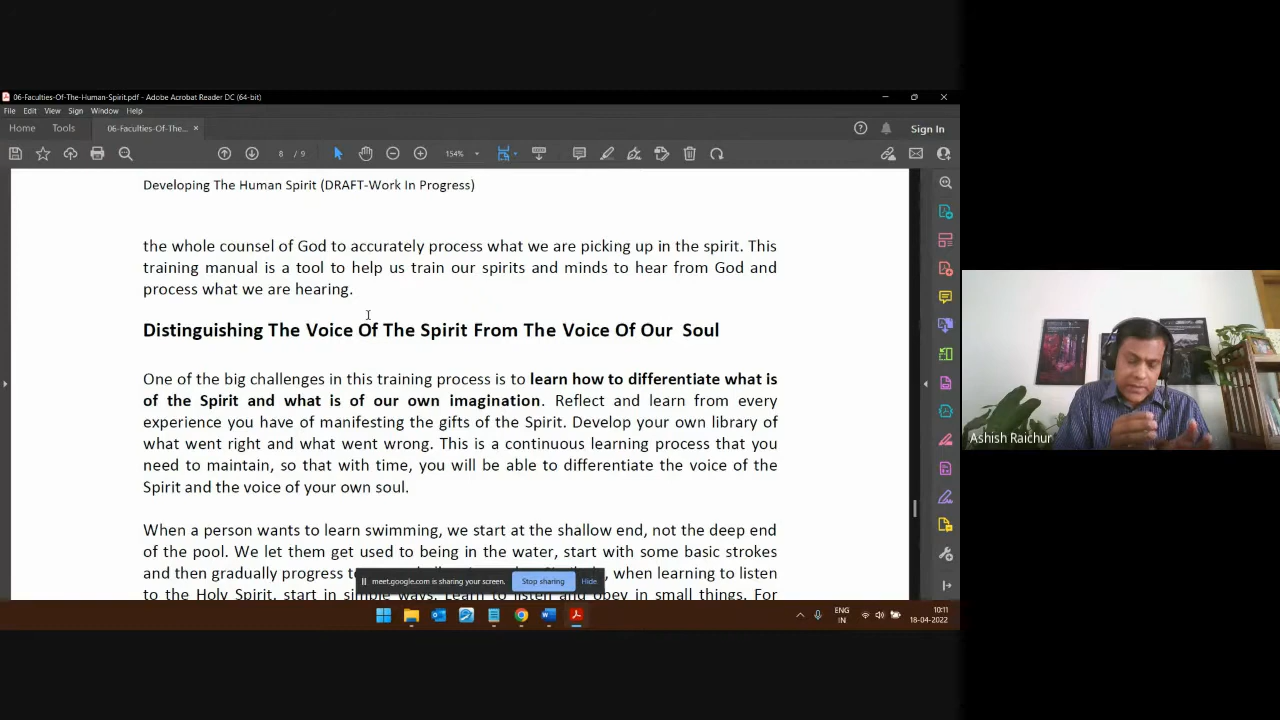 06-Faculties-Of-The-Human-Spirit.pdf - Adobe Acrobat Reader DC (64-bit)
File Edit View Sign Window Help
Home Tools 06-Faculties-Of-The... × Sign In
8 / 9 154%
Developing The Human Spirit (DRAFT-Work In Progress)
the whole counsel of God to accurately process what we are picking up in the spirit. This
training manual is a tool to help us train our spirits and minds to hear from God and
process what we are hearing.
Distinguishing The Voice Of The Spirit From The Voice Of Our Soul
One of the big challenges in this training process is to learn how to differentiate what is
of the Spirit and what is of our own imagination. Reflect and learn from every
experience you have of manifesting the gifts of the Spirit. Develop your own library of
what went right and what went wrong. This is a continuous learning process that you
need to maintain, so that with time, you will be able to differentiate the voice of the
Spirit and the voice of your own soul.
When a person wants to learn swimming, we start at the shallow end, not the deep end
of the pool. We let them get used to being in the water, start with some basic strokes
and then gradually progress when learning to listen
to the Holy Spirit, start in simple ways. Learn to listen and obey in small things. For
meet.google.com is sharing your screen. Stop sharing Hide
Ashish Raichur
ENG
IN
10:11
18-04-2022